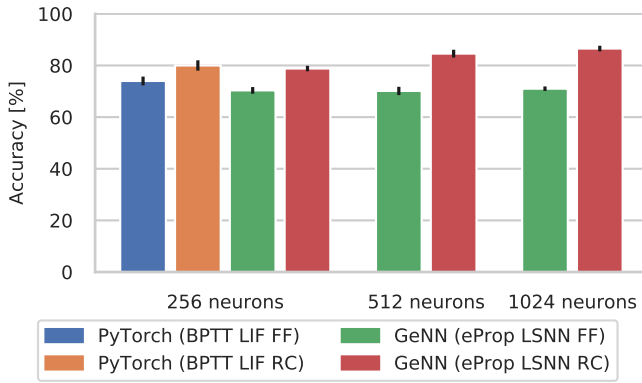 100
80
60
40
20
0
Accuracy [%]
256 neurons 512 neurons 1024 neurons
PyTorch (BPTT LIF FF) GeNN (eProp LSNN FF)
PyTorch (BPTT LIF RC) GeNN (eProp LSNN RC)